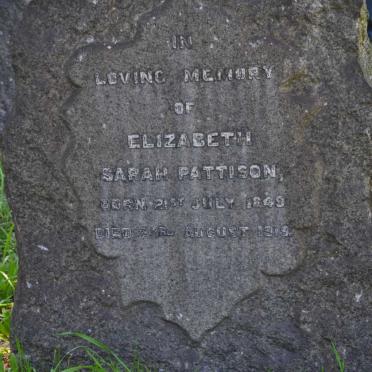 IN
LOVING MEMORY
OF
ELIZABETH
SARAH PATTISON,
BORN 21ST JULY 1849
DIED AUGUST 1919.